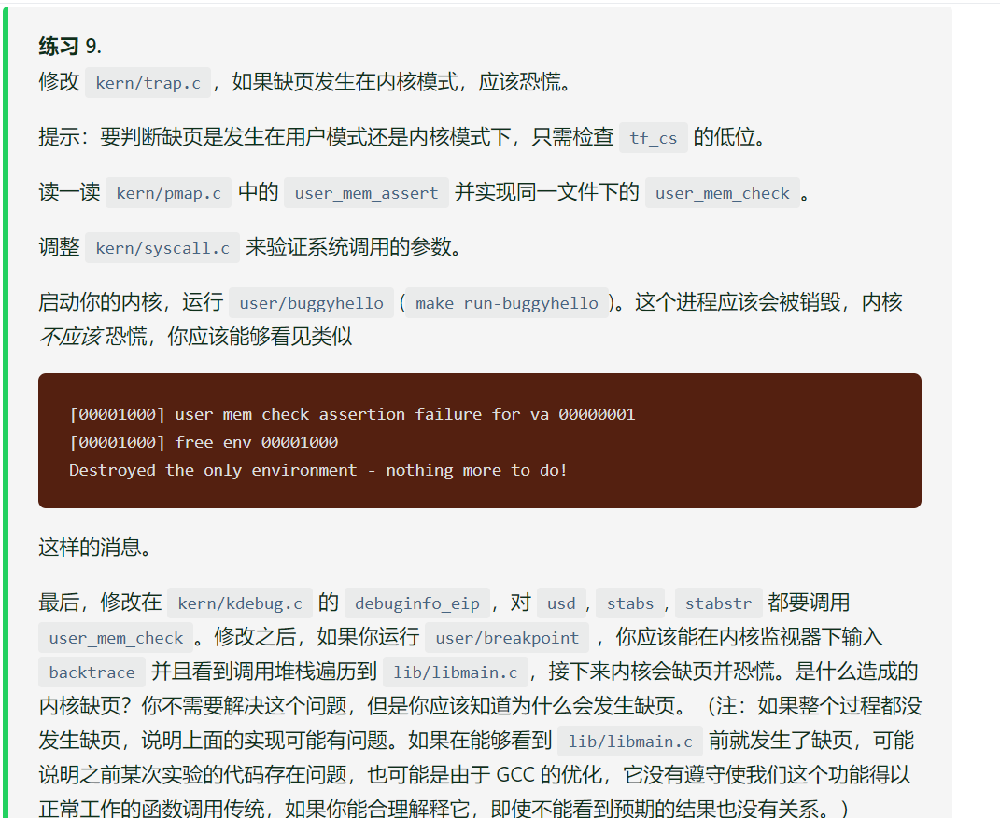 练习 9.
修改 kern/trap.c ，如果缺页发生在内核模式，应该恐慌。
提示：要判断缺页是发生在用户模式还是内核模式下，只需检查 tf_cs 的低位。
读一读 kern/pmap.c 中的 user_mem_assert 并实现同一文件下的 user_mem_check 。
调整 kern/syscall.c 来验证系统调用的参数。
启动你的内核，运行 user/buggyhello ( make run-buggyhello )。这个进程应该会被销毁，内核
不应该 恐慌，你应该能够看见类似
[00001000] user_mem_check assertion failure for va 00000001
[00001000] free env 00001000
Destroyed the only environment - nothing more to do!
这样的消息。
最后，修改在 kern/kdebug.c 的 debuginfo_eip ，对 usd , stabs , stabstr 都要调用
user_mem_check 。修改之后，如果你运行 user/breakpoint ，你应该能在内核监视器下输入
backtrace 并且看到调用堆栈遍历到 lib/libmain.c ，接下来内核会缺页并恐慌。是什么造成的
内核缺页？你不需要解决这个问题，但是你应该知道为什么会发生缺页。（注：如果整个过程都没
发生缺页，说明上面的实现可能有问题。如果在能够看到 lib/libmain.c 前就发生了缺页，可能
说明之前某次实验的代码存在问题，也可能是由于 GCC 的优化，它没有遵守使我们这个功能得以
正常工作的函数调用传统，如果你能合理解释它，即使不能看到预期的结果也没有关系。）